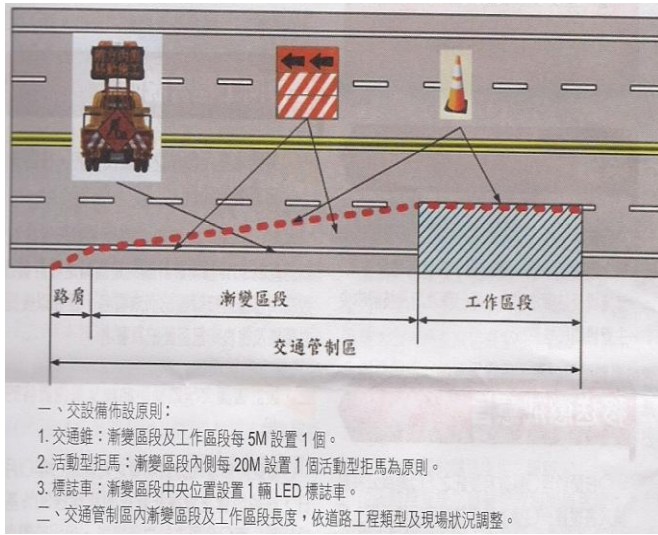 路肩
漸變區段
工作區段
交通管制區
一、交設備佈設原則：
1. 交通錐：漸變區段及工作區段每 5M 設置 1 個。
2. 活動型拒馬：漸變區段內側每 20M 設置 1 個活動型拒馬為原則。
3. 標誌車：漸變區段中央位置設置 1 輛 LED 標誌車。
二、交通管制區內漸變區段及工作區段長度，依道路工程類型及現場狀況調整。